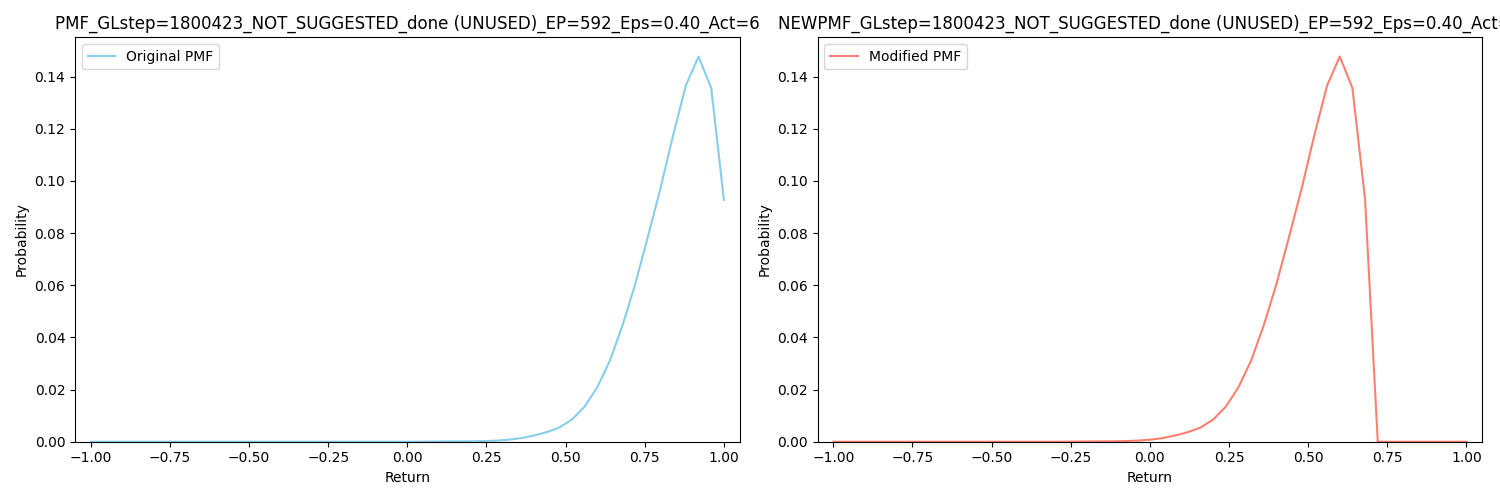 PMF_GLstep=1800423_NOT_SUGGESTED_done (UNUSED)_EP=592_Eps=0.40_Act=6
Original PMF
Probability
0.14
0.12
0.10
0.08
0.06
0.04
0.02
0.00
−1.00 −0.75 −0.50 −0.25 0.00 0.25 0.50 0.75 1.00
Return
NEWPMF_GLstep=1800423_NOT_SUGGESTED_done (UNUSED)_EP=592_Eps=0.40_Act=
Modified PMF
Probability
0.14
0.12
0.10
0.08
0.06
0.04
0.02
0.00
−1.00 −0.75 −0.50 −0.25 0.00 0.25 0.50 0.75 1.00
Return